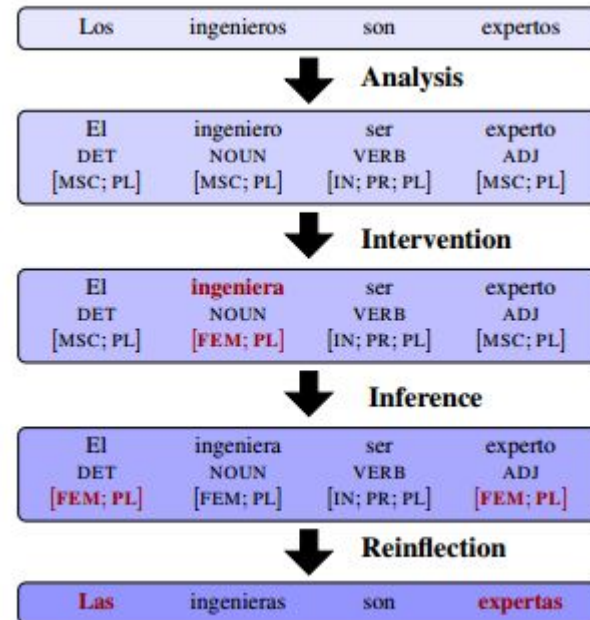 Los ingenieros son expertos
Analysis
El ingeniero ser experto
DET NOUN VERB ADJ
[MSC; PL] [MSC; PL] [IN; PR; PL] [MSC; PL]
Intervention
El ingeniera ser experto
DET NOUN VERB ADJ
[MSC; PL] [FEM; PL] [IN; PR; PL] [MSC; PL]
Inference
El ingeniera ser experto
DET NOUN VERB ADJ
[FEM; PL] [FEM; PL] [IN; PR; PL] [FEM; PL]
Reinflection
Las ingenieras son expertas